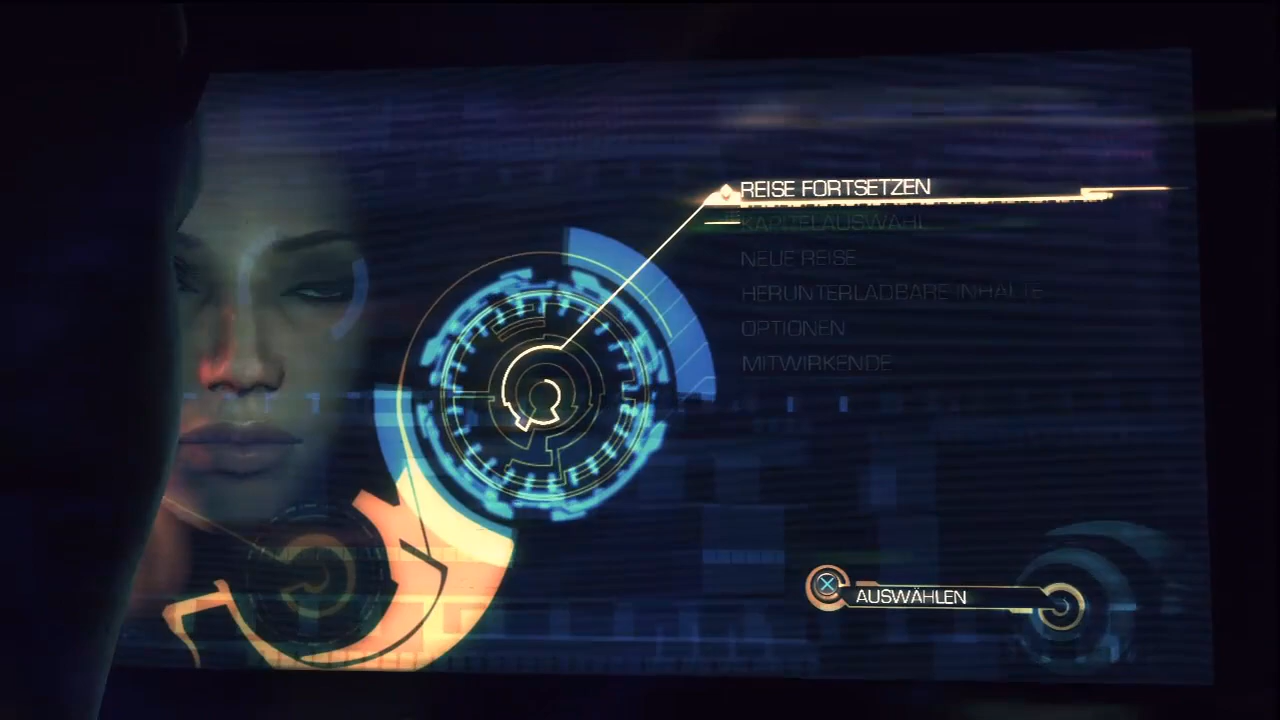 REISE FORTSETZEN
KAPITELAUSWAHL
NEUE REISE
HERUNTERLADBARE INHALTE
OPTIONEN
MITWIRKENDE
AUSWÄHLEN